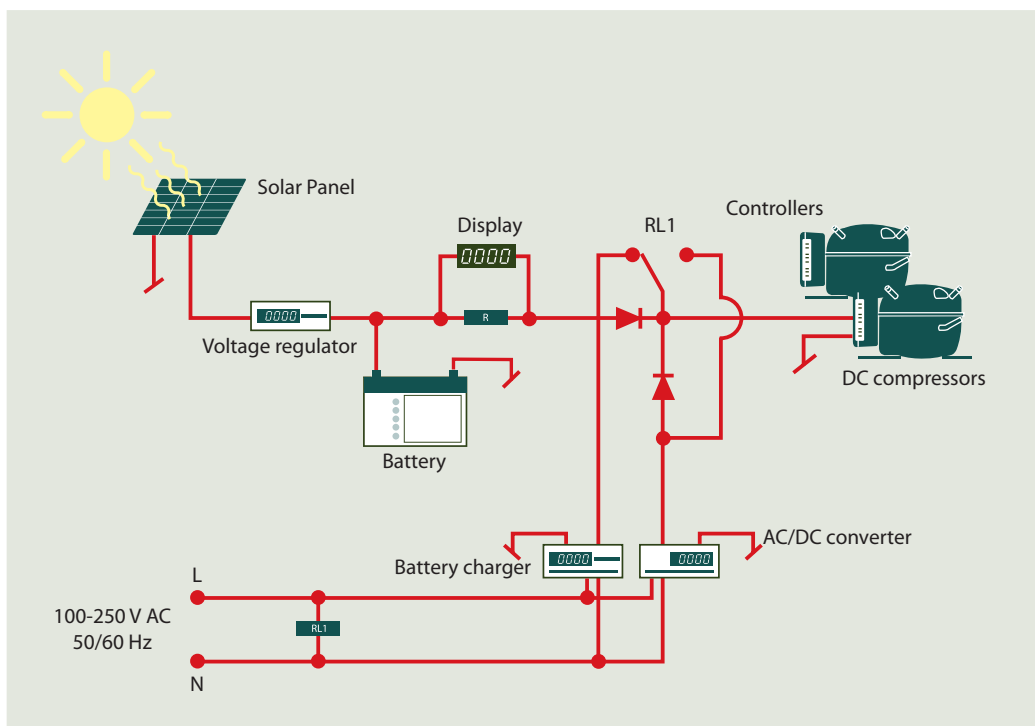 Solar Panel
Controllers
Display
RL1
0000
R
0000
Voltage regulator
DC compressors
Battery
AC/DC converter
0000
0000
Battery charger
L
100-250 V AC
50/60 Hz
RL1
N